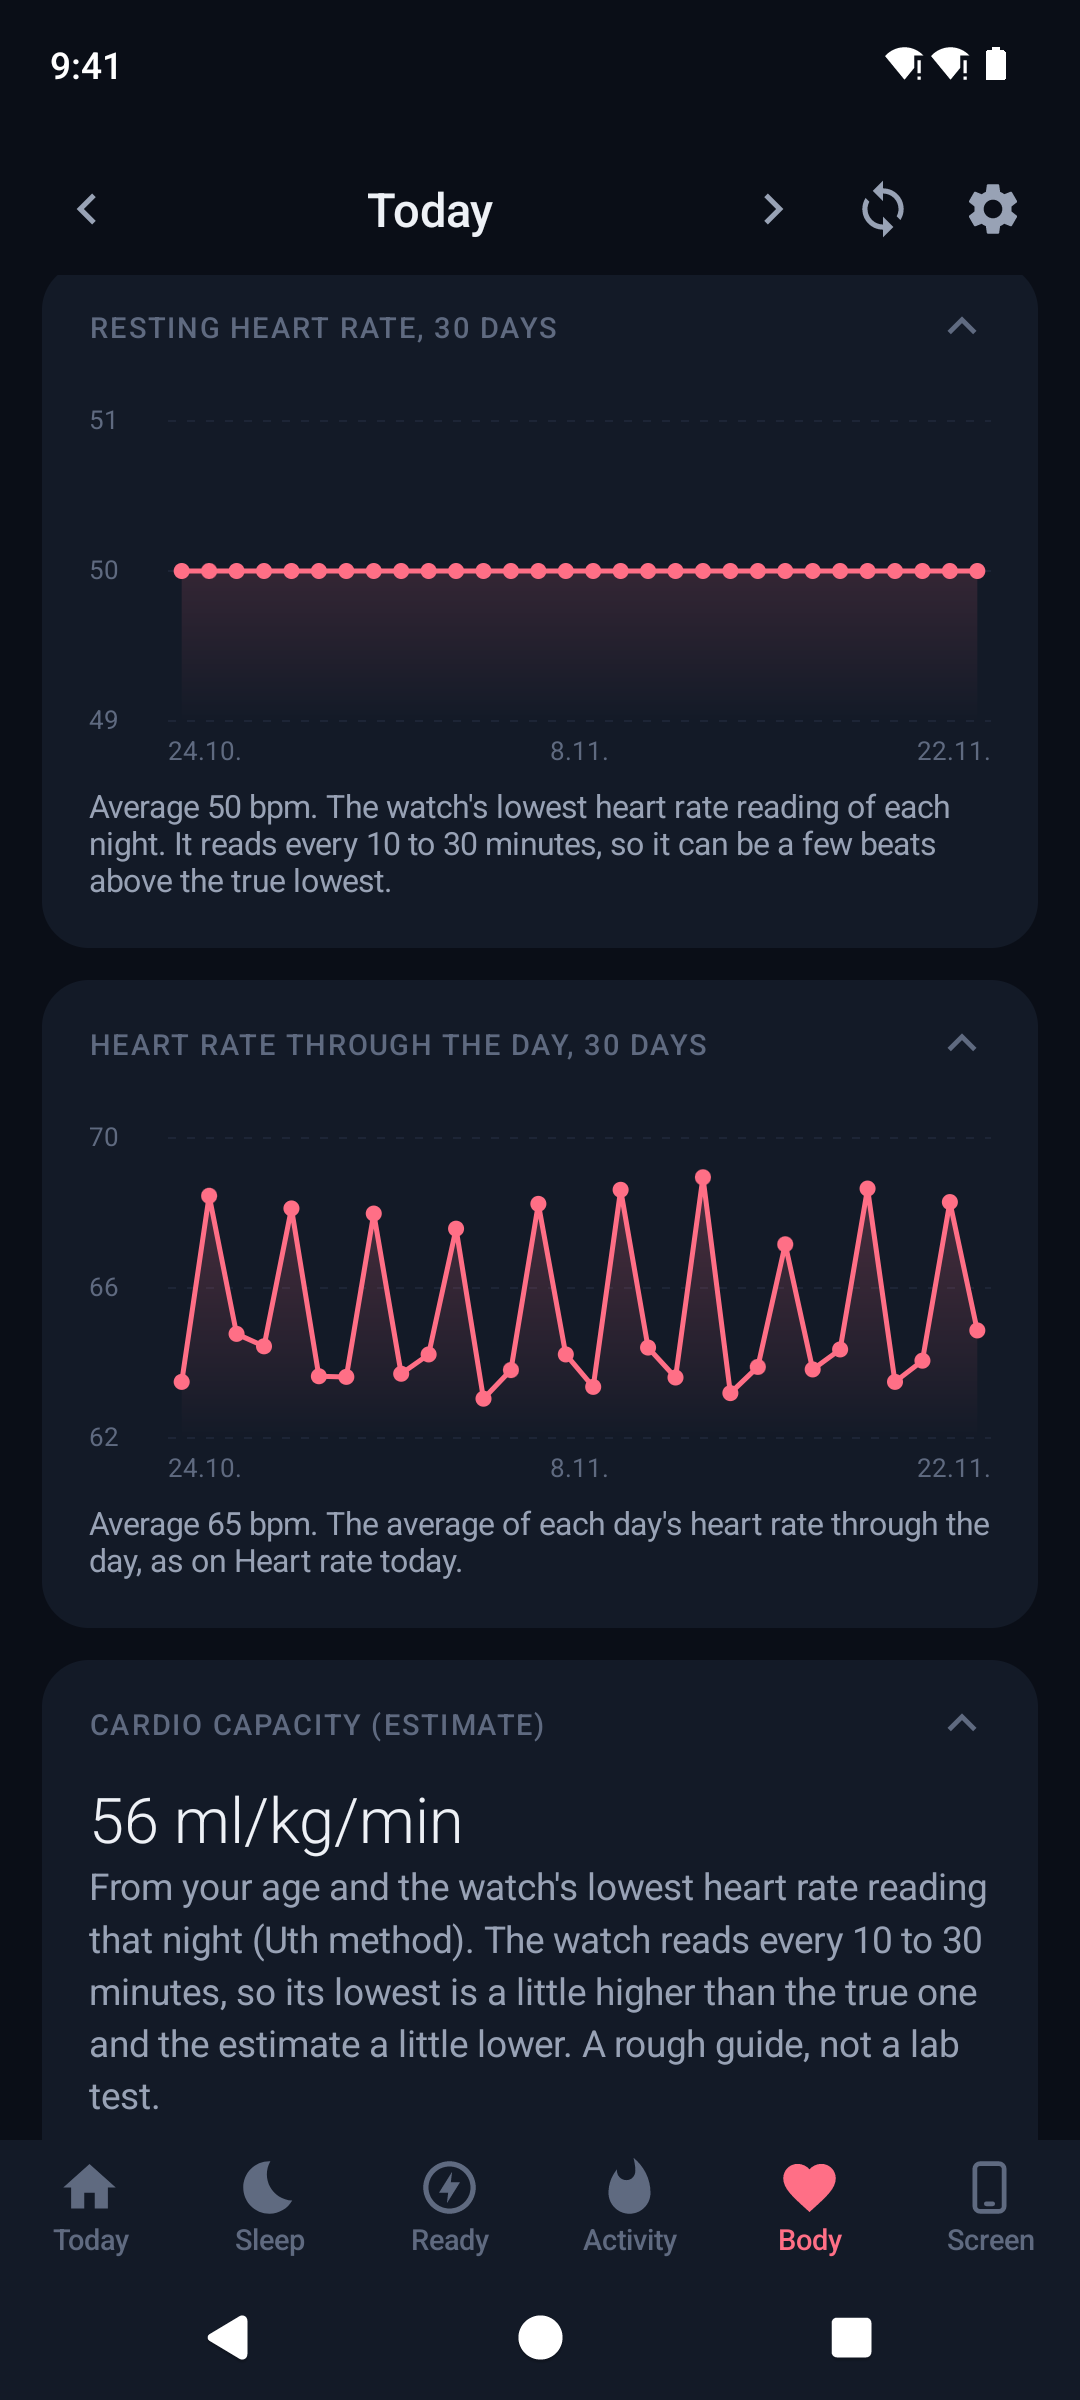 9:41
Today
RESTING HEART RATE, 30 DAYS
51
50
49
24.10. 8.11. 22.11.
Average 50 bpm. The watch's lowest heart rate reading of each
night. It reads every 10 to 30 minutes, so it can be a few beats
above the true lowest.
HEART RATE THROUGH THE DAY, 30 DAYS
70
66
62
24.10. 8.11. 22.11.
Average 65 bpm. The average of each day's heart rate through the
day, as on Heart rate today.
CARDIO CAPACITY (ESTIMATE)
56 ml/kg/min
From your age and the watch's lowest heart rate reading
that night (Uth method). The watch reads every 10 to 30
minutes, so its lowest is a little higher than the true one
and the estimate a little lower. A rough guide, not a lab
test.
Today Sleep Ready Activity Body Screen